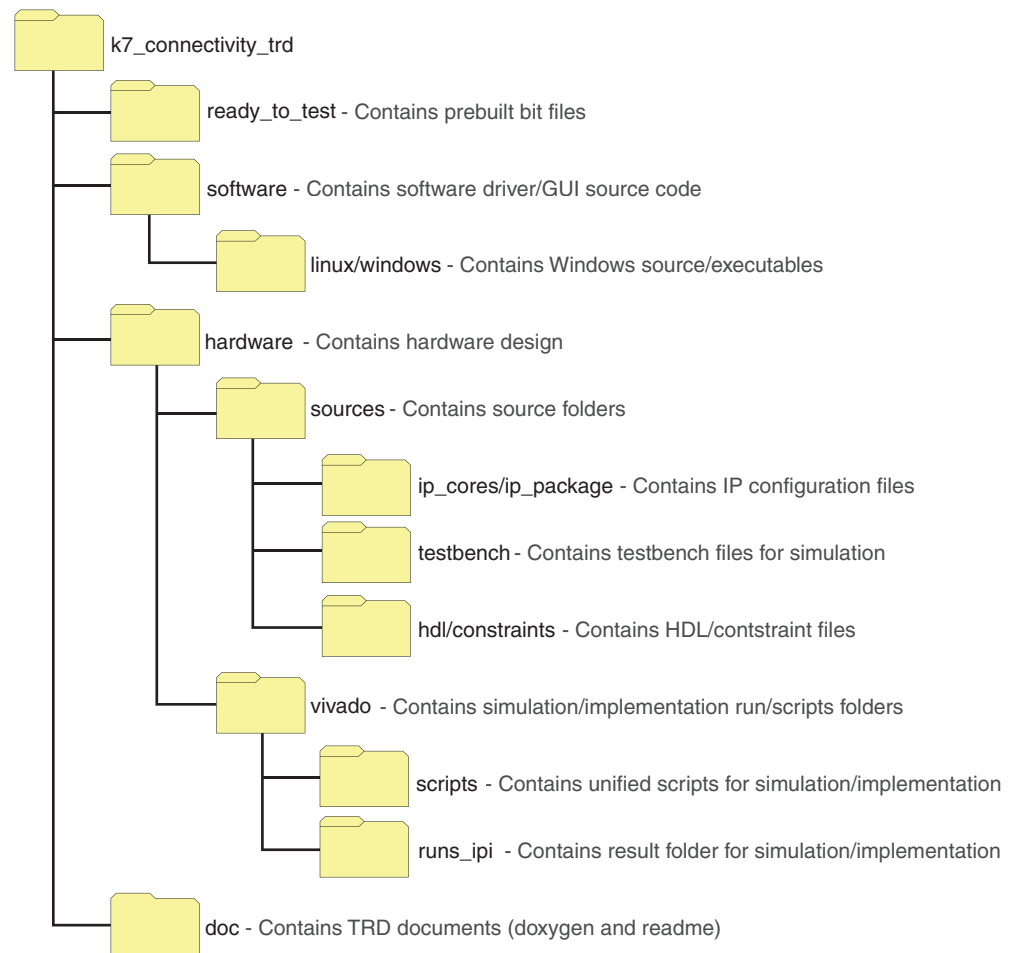 k7_connectivity_trd
ready_to_test - Contains prebuilt bit files
software - Contains software driver/GUI source code
linux/windows - Contains Windows source/executables
hardware - Contains hardware design
sources - Contains source folders
ip_cores/ip_package - Contains IP configuration files
testbench - Contains testbench files for simulation
hdl/constraints - Contains HDL/contstraint files
vivado - Contains simulation/implementation run/scripts folders
scripts - Contains unified scripts for simulation/implementation
runs_ipi - Contains result folder for simulation/implementation
doc - Contains TRD documents (doxygen and readme)